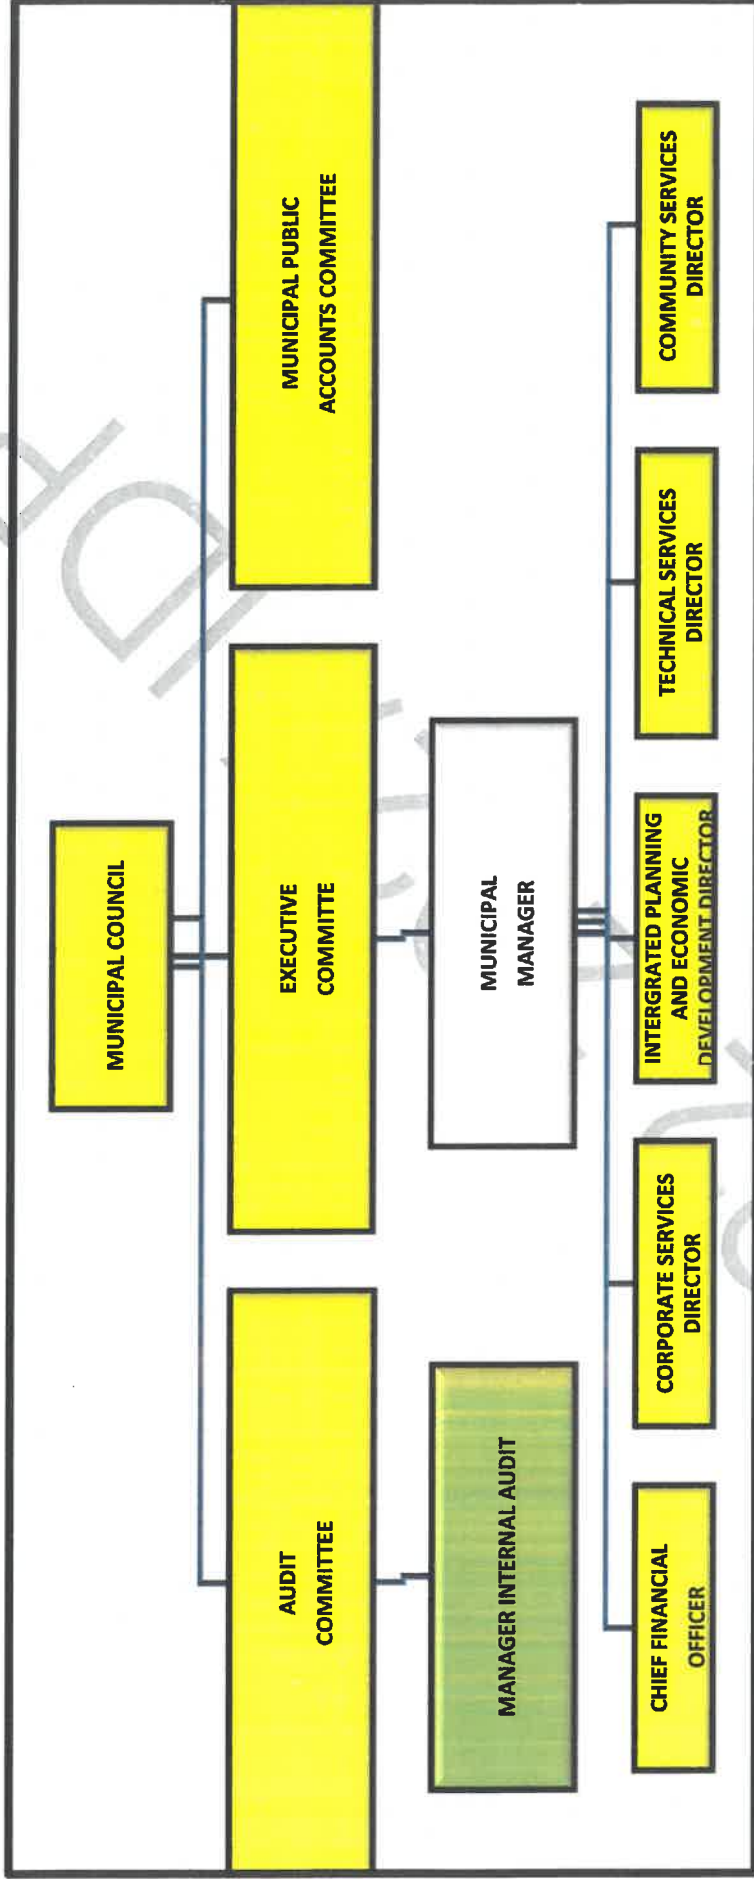 MUNICIPAL COUNCIL
AUDIT
COMMITTEE
EXECUTIVE
COMMITTE
MUNICIPAL PUBLIC
ACCOUNTS COMMITTEE
MANAGER INTERNAL AUDIT
MUNICIPAL
MANAGER
CHIEF FINANCIAL
OFFICER
CORPORATE SERVICES
DIRECTOR
INTERGRATED PLANNING
AND ECONOMIC
DEVELOPMENT DIRECTOR
TECHNICAL SERVICES
DIRECTOR
COMMUNITY SERVICES
DIRECTOR